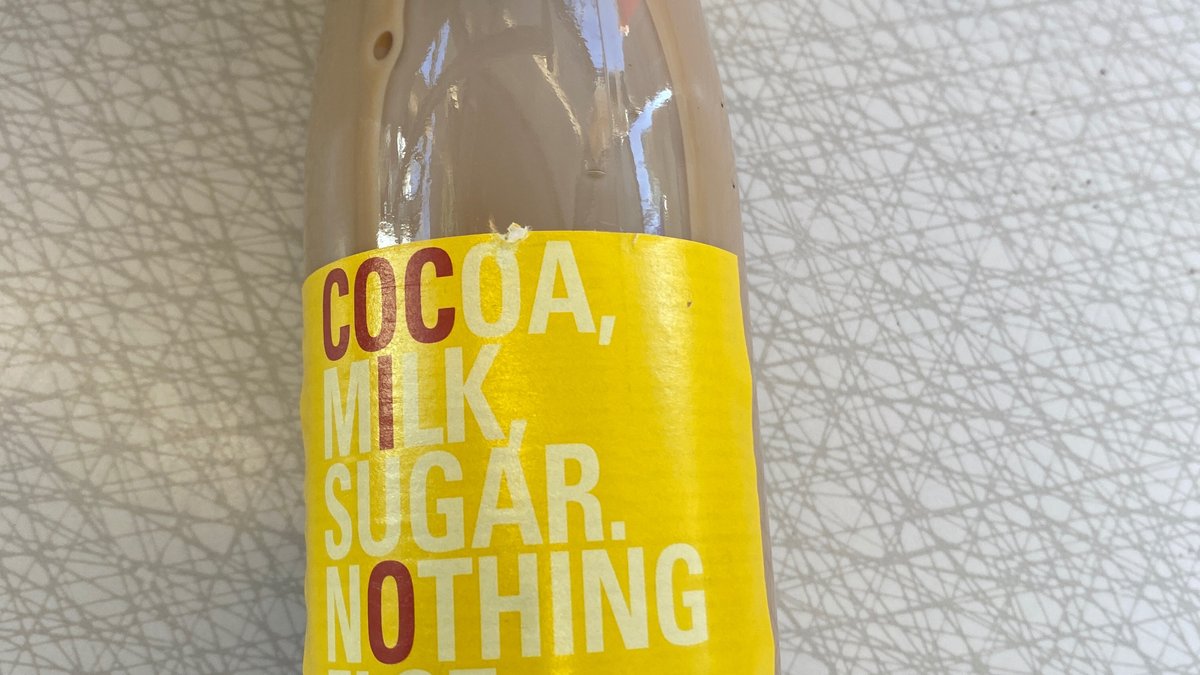 COCOA,
MILK,
SUGAR.
NOTHING